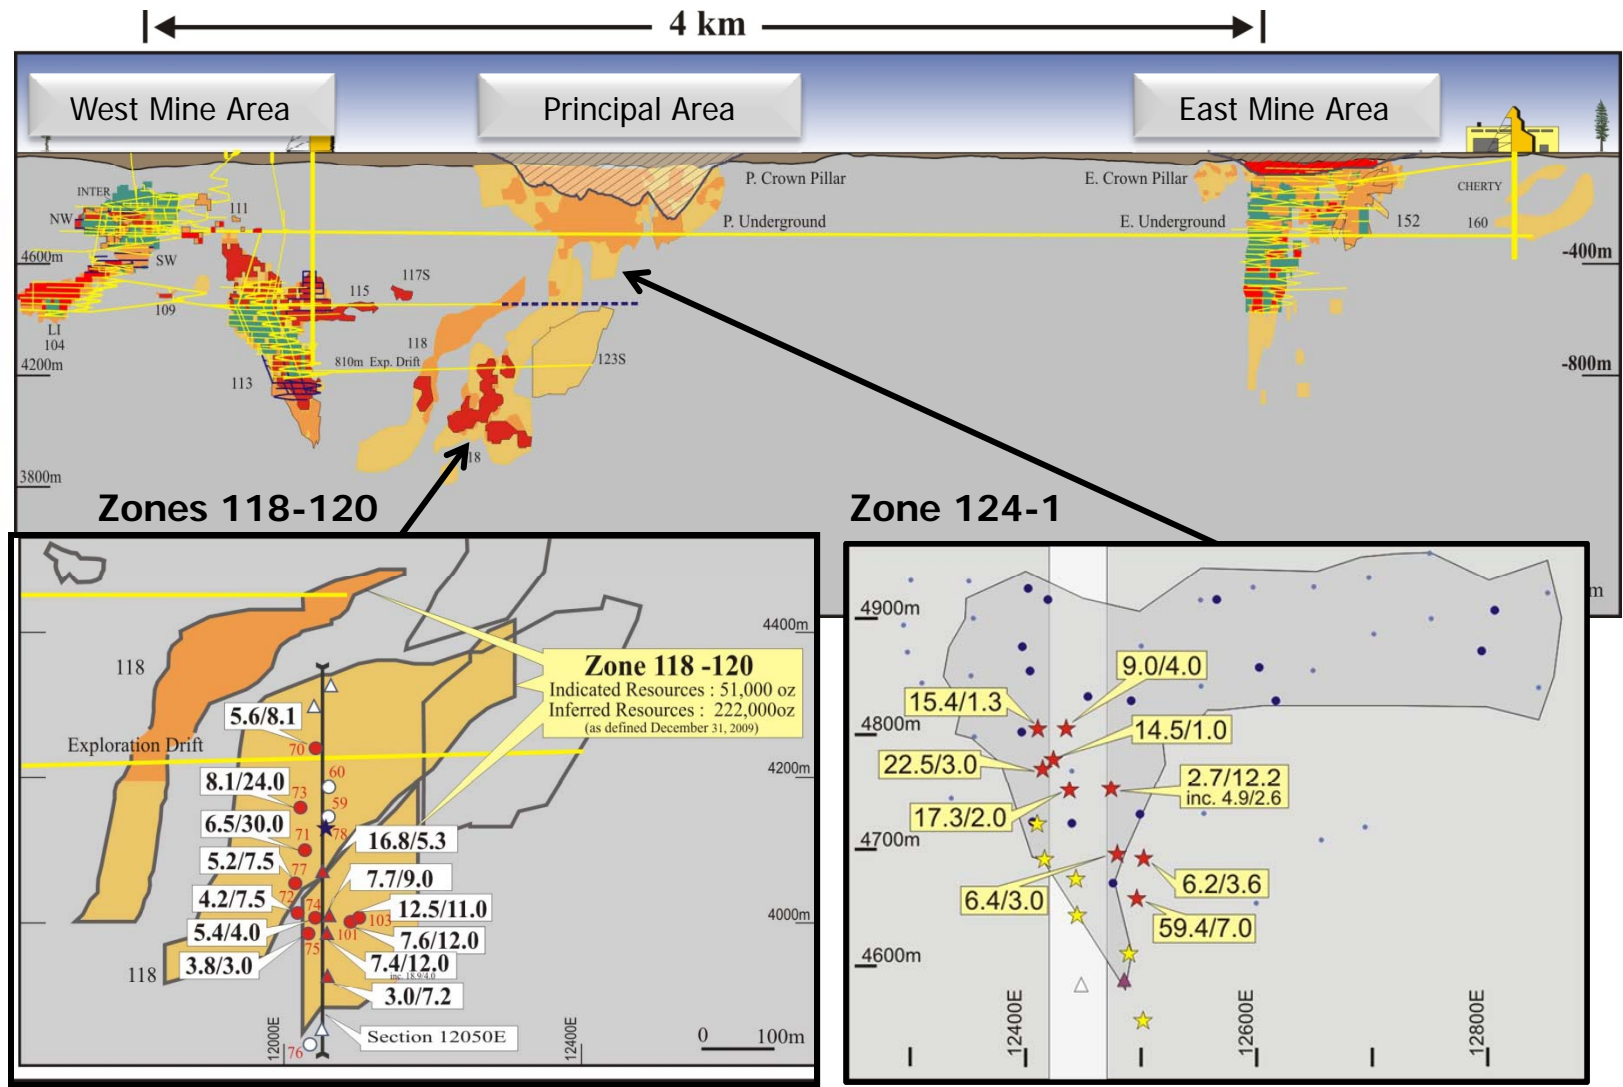 4 km
West Mine Area
Principal Area
East Mine Area
INTER
NW
111
SW
4600m
109
LI
104
115
117S
118
810m Exp. Drift
4200m
113
123S
18
3800m
P. Crown Pillar
P. Underground
E. Crown Pillar
E. Underground
152
CHERTY
160
-400m
-800m
m
Zones 118-120
Zone 124-1
4400m
118
Zone 118 -120
Indicated Resources : 51,000 oz
Inferred Resources : 222,000oz
(as defined December 31, 2009)
5.6/8.1
70
Exploration Drift
60
4200m
8.1/24.0
73
59
6.5/30.0
71
78
16.8/5.3
5.2/7.5
77
7.7/9.0
4.2/7.5
72
74
12.5/11.0
103
4000m
5.4/4.0
75
101
7.6/12.0
3.8/3.0
7.4/12.0
inc. 18.9/4.0
118
3.0/7.2
Section 12050E
76
12000E
12400E
0 100m
4900m
9.0/4.0
15.4/1.3
4800m
14.5/1.0
22.5/3.0
2.7/12.2
inc. 4.9/2.6
17.3/2.0
4700m
6.4/3.0
6.2/3.6
59.4/7.0
4600m
12400E
12600E
12800E